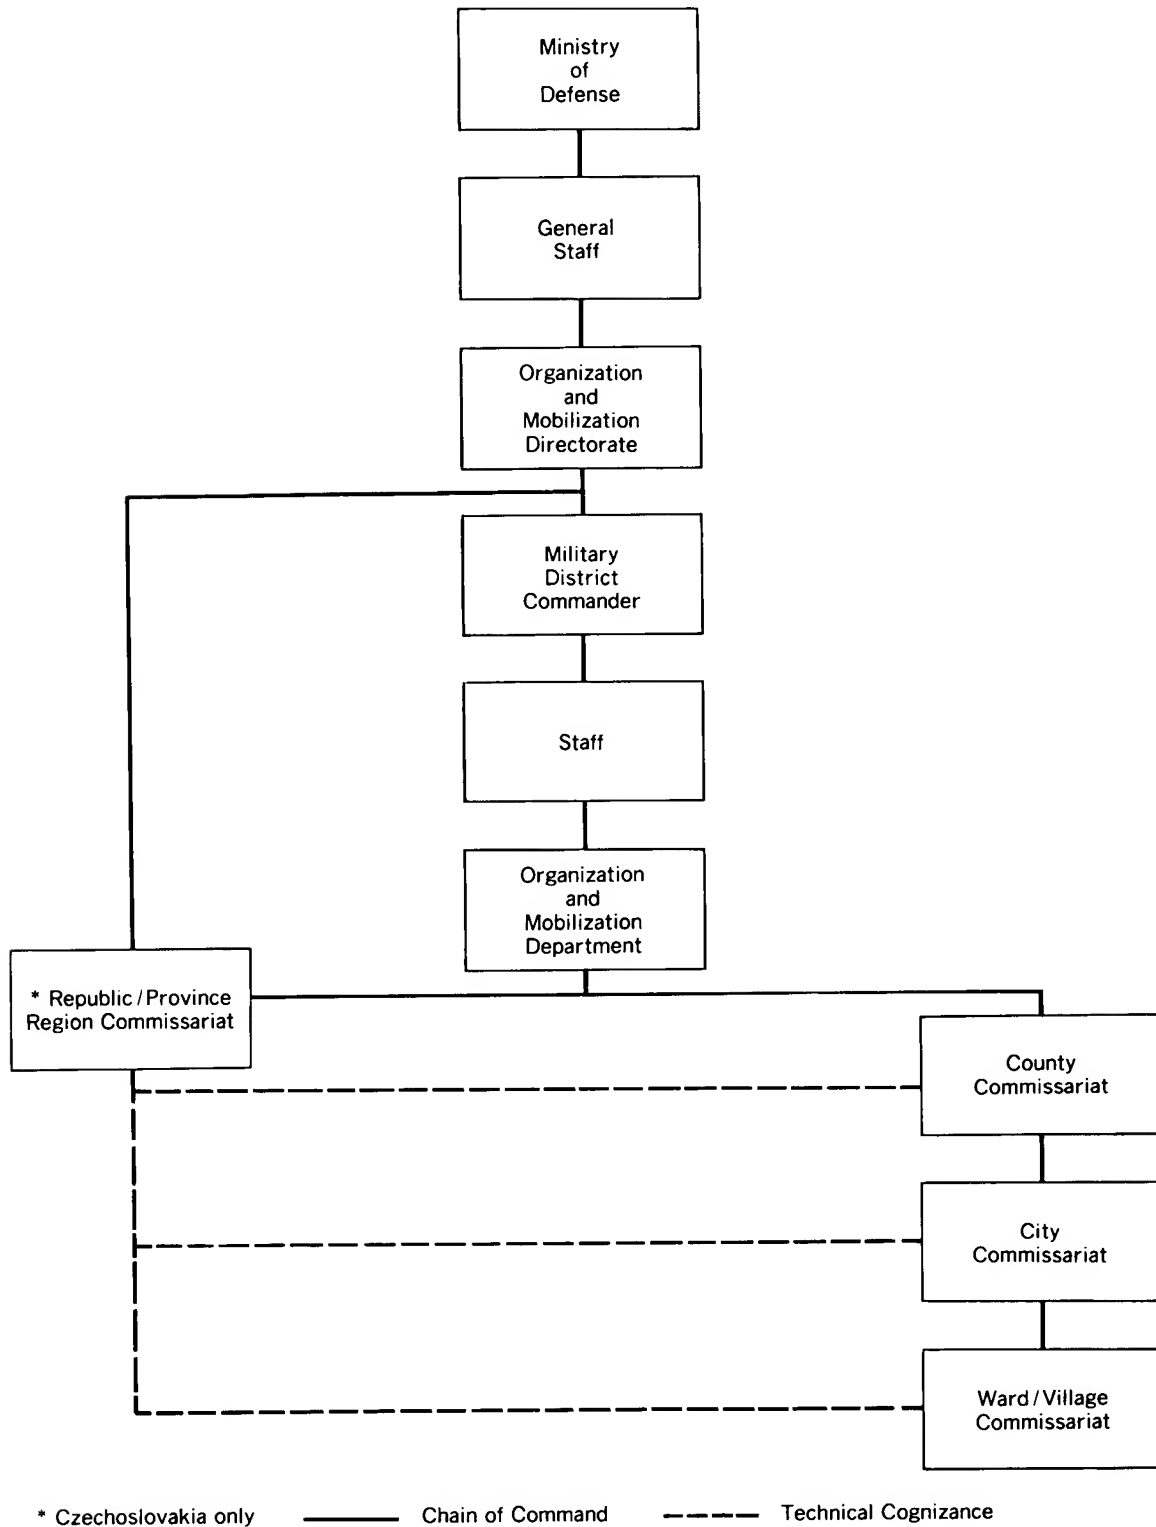 Ministry
of
Defense
General
Staff
Organization
and
Mobilization
Directorate
Military
District
Commander
Staff
Organization
and
Mobilization
Department
* Republic/Province
Region Commissariat
County
Commissariat
City
Commissariat
Ward/Village
Commissariat
* Czechoslovakia only Chain of Command Technical Cognizance